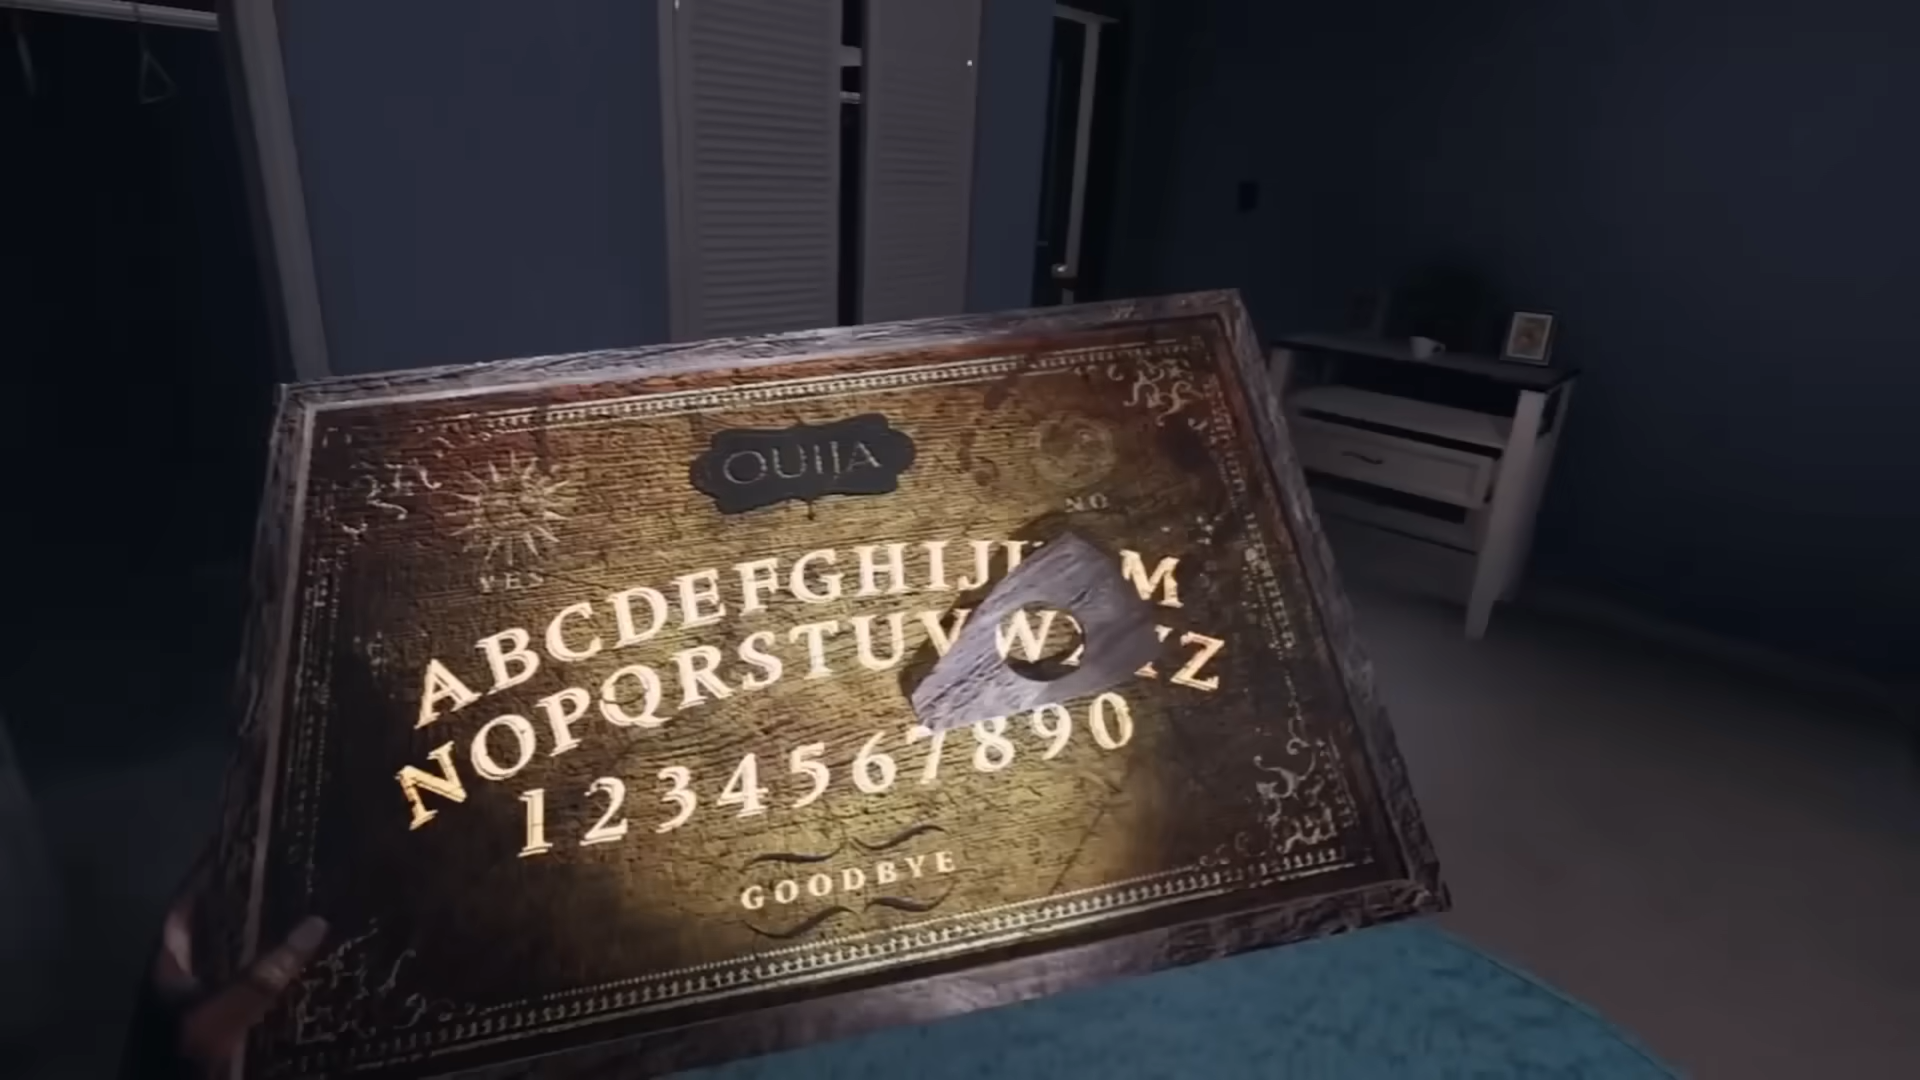 OUIJA
NO
YES
ABCDEFGHIJ M
NOPQRSTUVW Z
1234567890
GOODBYE